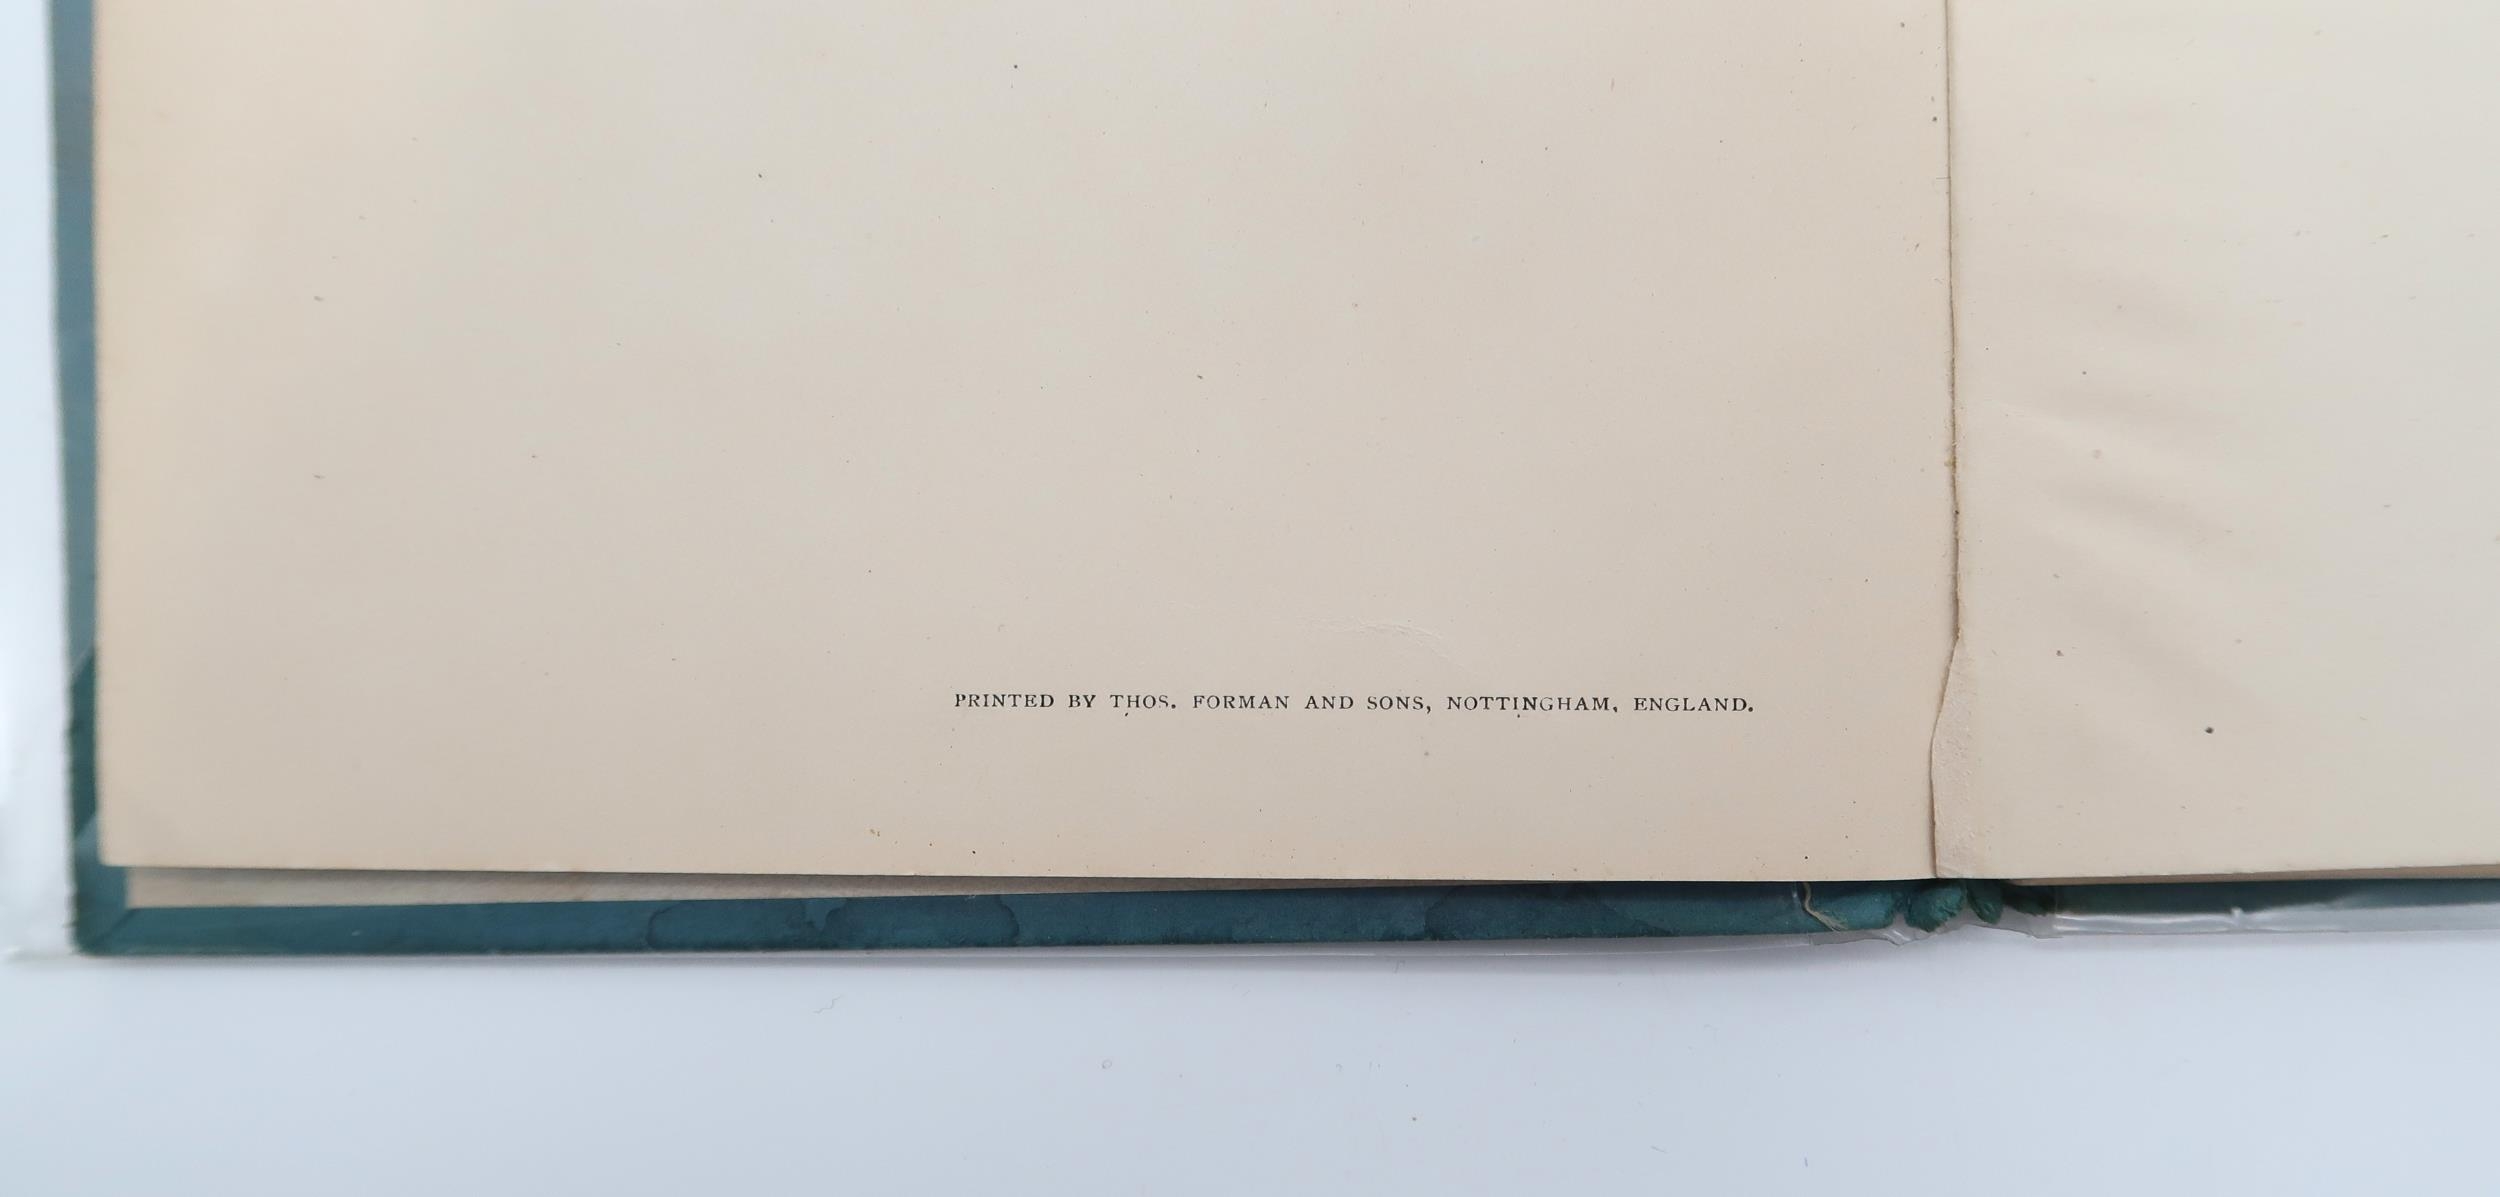 PRINTED BY THOS. FORMAN AND SONS, NOTTINGHAM, ENGLAND.